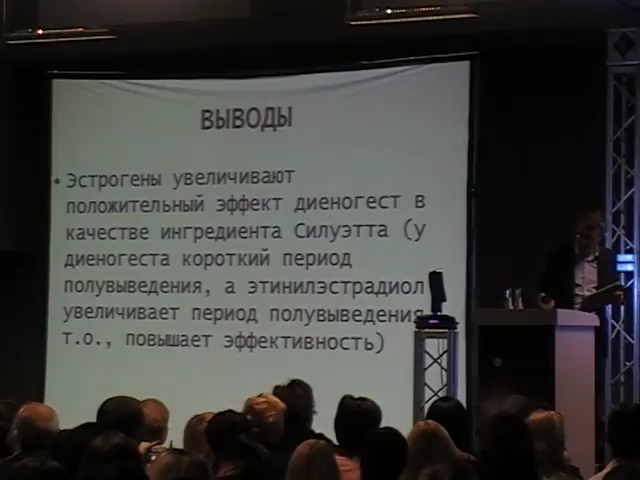 ВЫВОДЫ
• Эстрогены увеличивают
положительный эффект диеногест в
качестве ингредиента Силуэтта (у
диеногеста короткий период
полувыведения, а этинилэстрадиол
увеличивает период полувыведения
т.о., повышает эффективность)